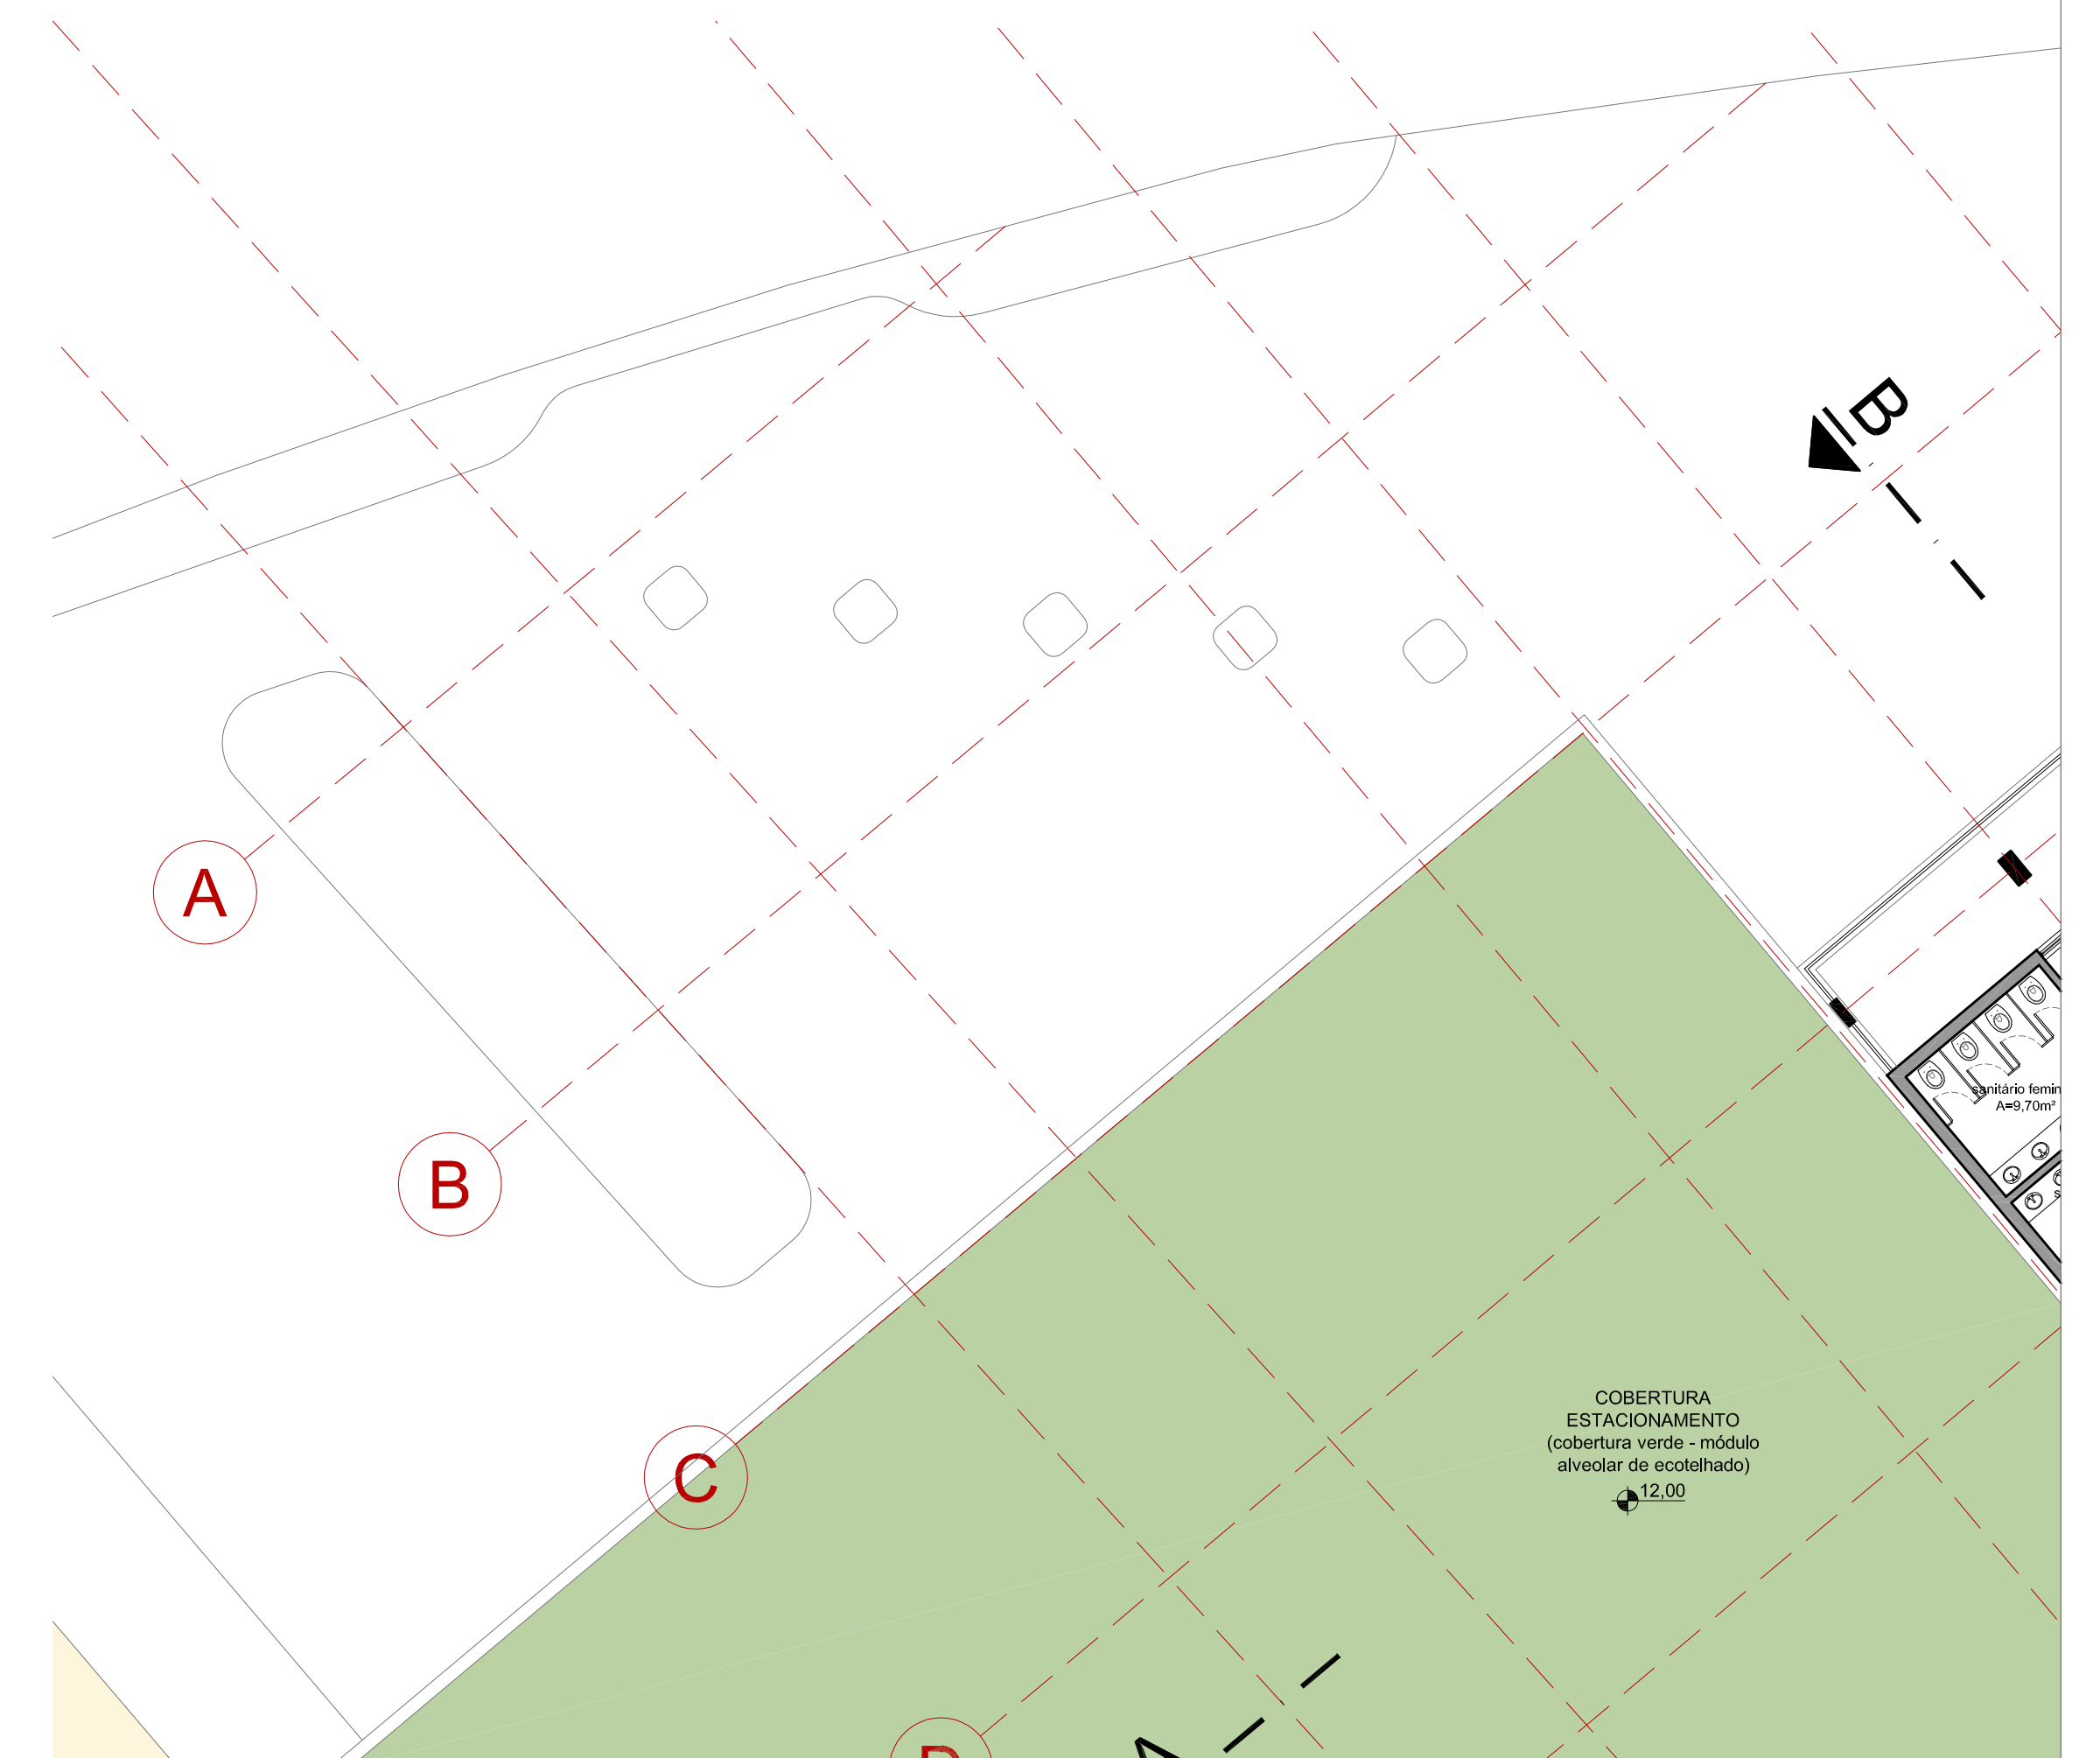 B
A
sanitário femin
A=9,70m²
B
s
COBERTURA
ESTACIONAMENTO
(cobertura verde - módulo
alveolar de ecotelhado)
C
12,00
D
A